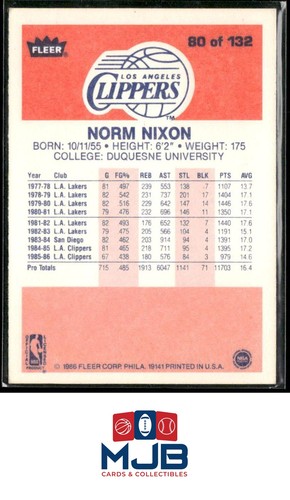 FLEER
80 of 132
LOS ANGELES
CLIPPERS
TM
NORM NIXON
BORN: 10/11/55 • HEIGHT: 6'2" • WEIGHT: 175
COLLEGE: DUQUESNE UNIVERSITY
Year Club G FG% REB AST STL BLK PTS AVG
1977-78 L.A. Lakers 81 497 239 553 138 7 1107 13.7
1978-79 L.A. Lakers 82 542 231 737 201 17 1404 17.1
1979-80 L.A. Lakers 82 516 229 642 147 14 1446 17.6
1980-81 L.A. Lakers 79 476 232 696 146 11 1350 17.1
1981-82 L.A. Lakers 82 493 176 652 132 7 1440
1982-83 L.A. Lakers 79 475 205 566 104 4 1191 15.1
1983-84 San Diego 82 462 203 914 94 4 1391 17.0
1984-85 L.A. Clippers 81 465 218 711 95 4 1395 17.2
1985-86 L.A. Clippers 67 438 180 576 84 3 979 14.6
Pro Totals 715 485 1913 6047 1141 71 11703 16.4
NBA
© 1986 FLEER CORP. PHILA. 19141 PRINTED IN U.S.A.
MJB
CARDS & COLLECTIBLES